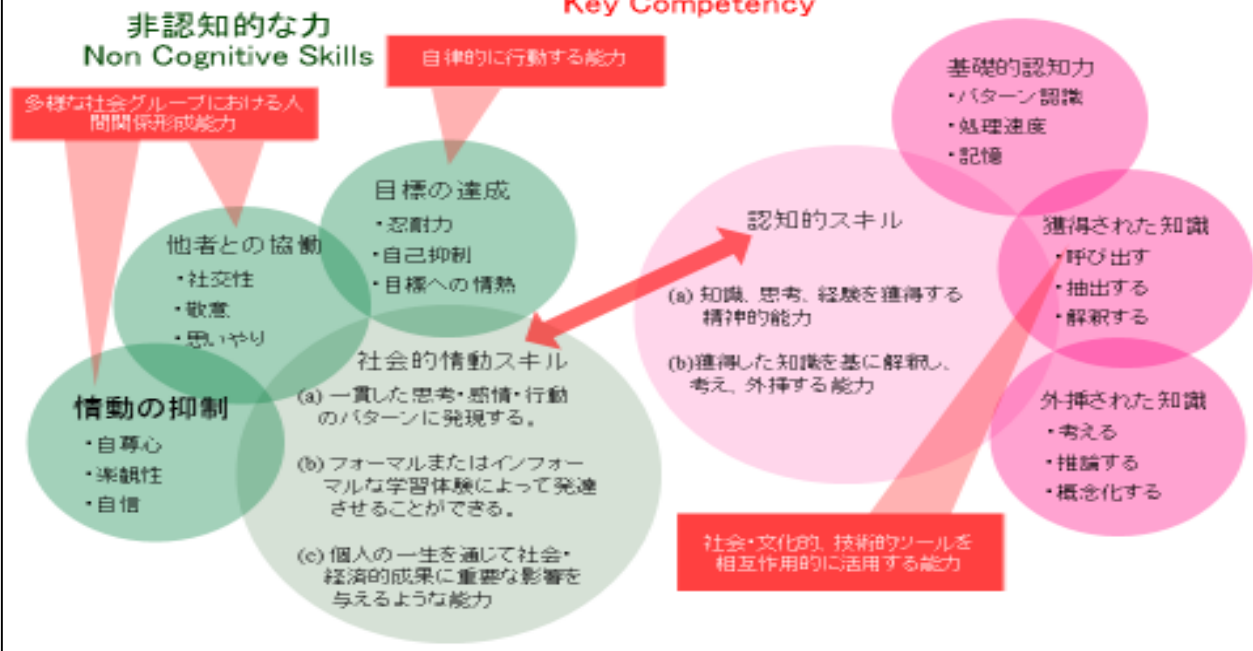 Key Competency
非認知的な力
Non Cognitive Skills
自律的に行動する能力
多様な社会グループにおける人
間関係形成能力
目標の達成
・忍耐力
・自己抑制
・目標への情熱
他者との協働
・社交性
・敬意
・思いやり
情動の抑制
・自尊心
・楽観性
・自信
社会的情動スキル
(a) 一貫した思考・感情・行動
のパターンに発現する。
(b) フォーマルまたはインフォー
マルな学習体験によって発達
させることができる。
(c) 個人の一生を通じて社会・
経済的成果に重要な影響を
与えるような能力
認知的スキル
(a) 知識、思考、経験を獲得する
精神的能力
(b)獲得した知識を基に解釈し、
考え、外挿する能力
基礎的認知力
・パターン認識
・処理速度
・記憶
獲得された知識
・呼び出す
・抽出する
・解釈する
外挿された知識
・考える
・推論する
・概念化する
社会・文化的、技術的ツールを
相互作用的に活用する能力